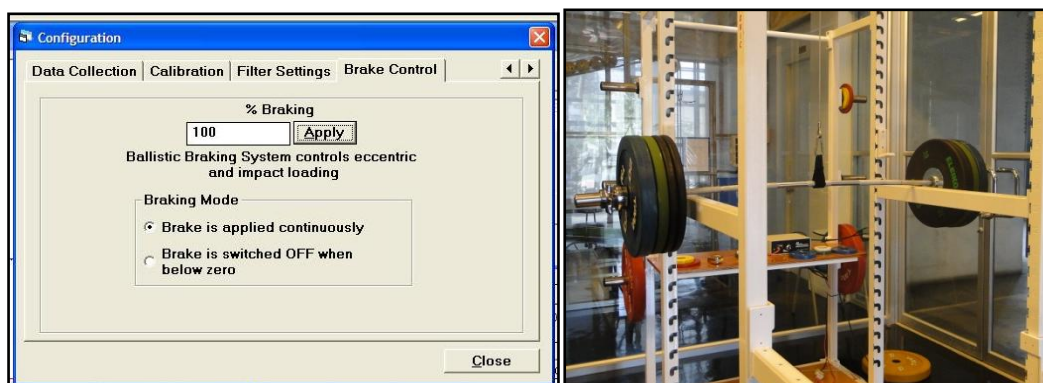 Configuration
Data Collection
Calibration
Filter Settings
Brake Control
% Braking
100
Apply
Ballistic Braking System controls eccentric
and impact loading
Braking Mode
Brake is applied continuously
Brake is switched OFF when
below zero
Close